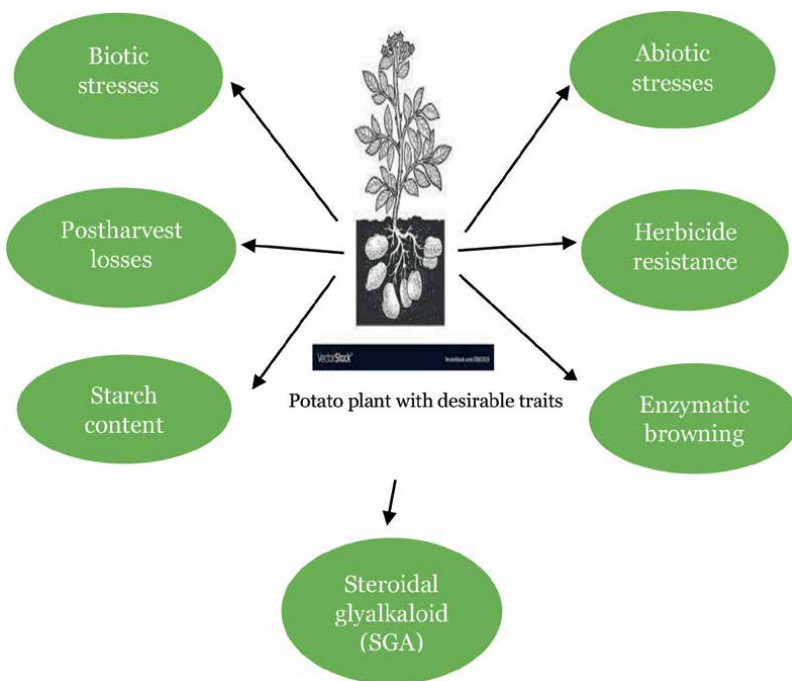 Biotic
stresses
Abiotic
stresses
Postharvest
losses
Herbicide
resistance
VectorStock®
Starch
content
Potato plant with desirable traits
Enzymatic
browning
Steroidal
glyalkaloid
(SGA)